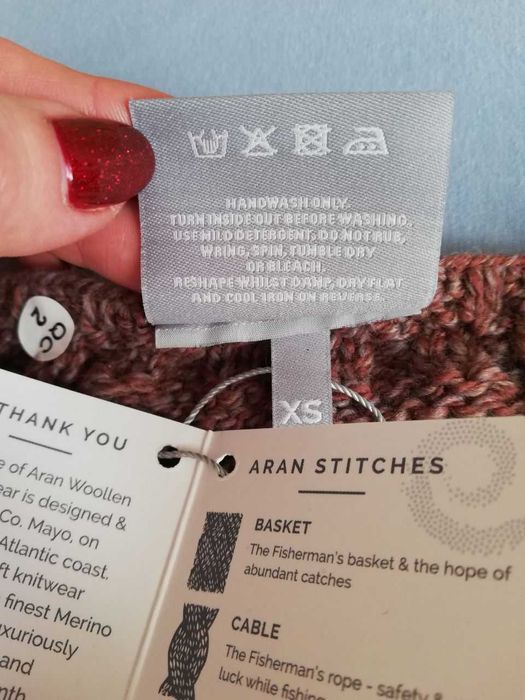 HANDWASH ONLY.
TURN INSIDE OUT BEFORE WASHING.
USE MILD DETERGENT, DO NOT RUB,
WRING, SPIN, TUMBLE DRY
OR BLEACH.
RESHAPE WHILST DAMP, DRY FLAT
AND COOL IRON ON REVERSE.
QC
2
XS
THANK YOU
e of Aran Woollen
ear is designed &
Co. Mayo, on
Atlantic coast.
ft knitwear
finest Merino
uxuriously
and
nth
ARAN STITCHES
BASKET
The Fisherman's basket & the hope of
abundant catches
CABLE
The Fisherman's rope - safety &
luck while fishing